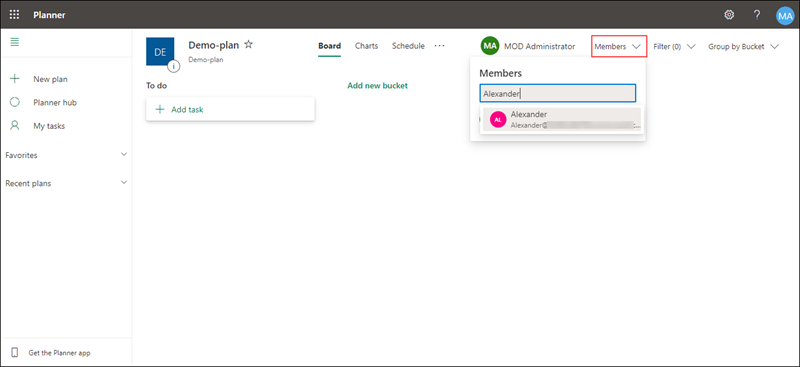 Planner
MA
DE
Demo-plan
Demo-plan
Board Charts Schedule
MA MOD Administrator
Members
Filter (0)
Group by Bucket
New plan
Planner hub
My tasks
Favorites
Recent plans
To do
Add task
Add new bucket
Members
Alexander
AL
Alexander
Alexander@
Get the Planner app